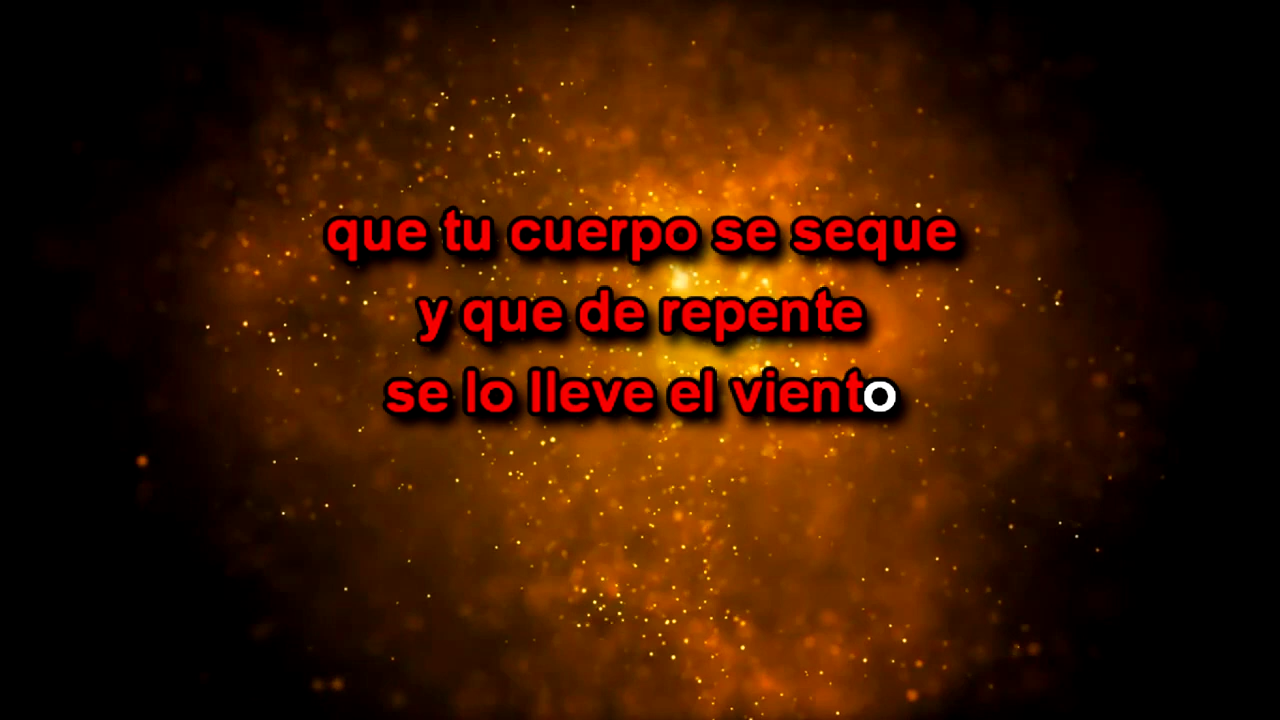 que tu cuerpo se seque
y que de repente
se lo lleve el viento